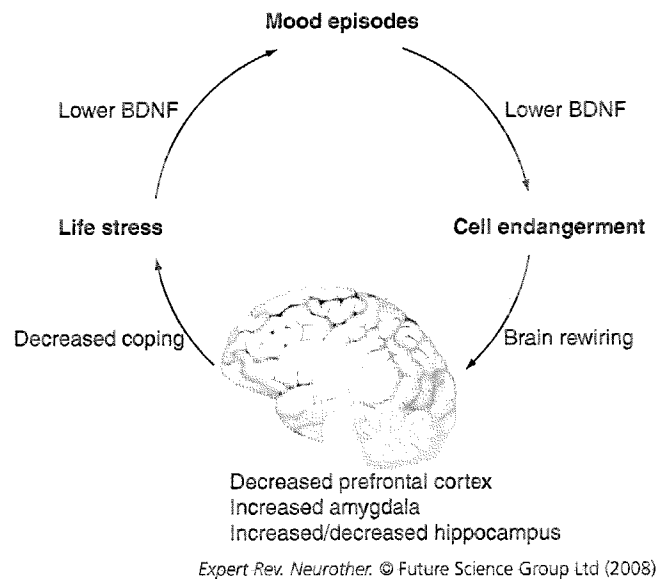 Mood episodes
Lower BDNF
Lower BDNF
Life stress
Cell endangerment
Decreased coping
Brain rewiring
Decreased prefrontal cortex
Increased amygdala
Increased/decreased hippocampus
Expert Rev. Neurother. © Future Science Group Ltd (2008)